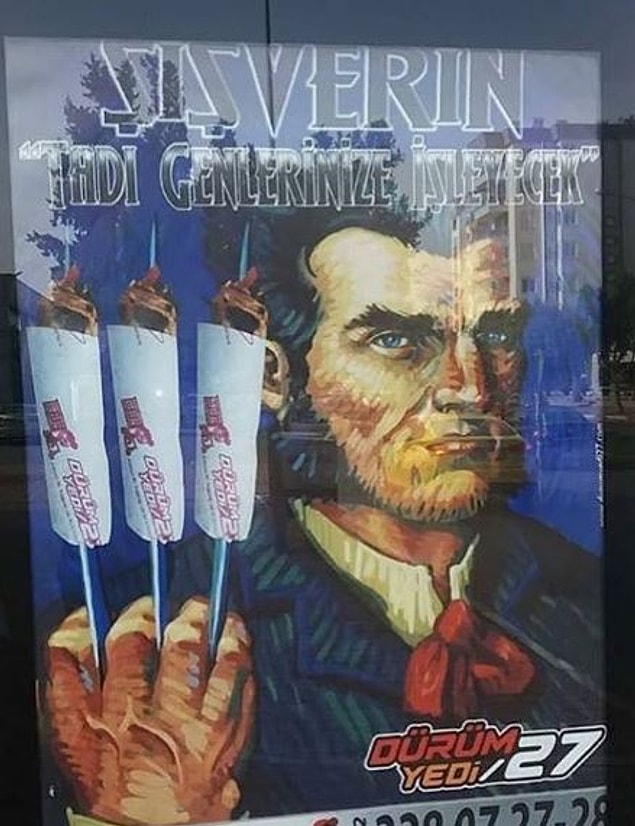 ŞİŞVERİN
"TADI GENLERİNİZE İŞLEYECEK"
DÜRÜM
YEDİ/27